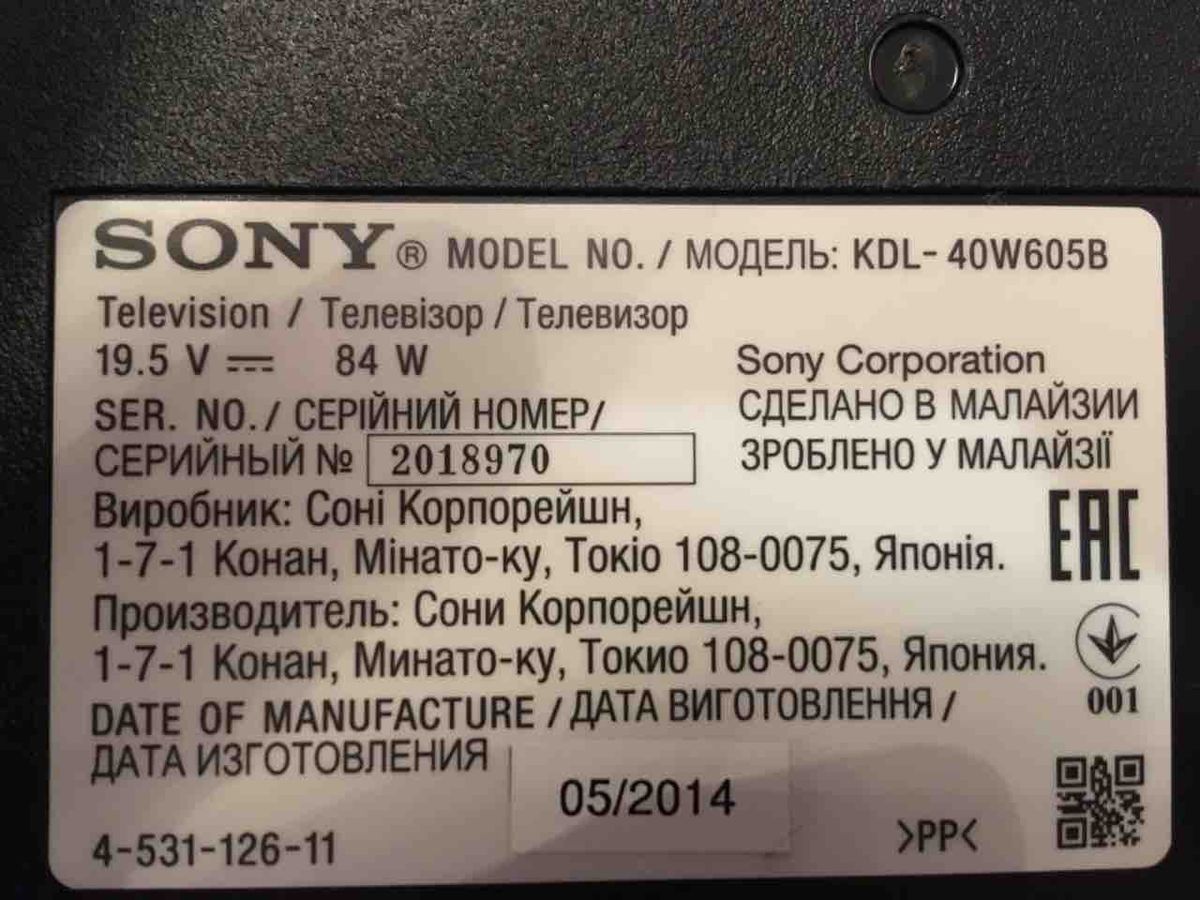 SONY® MODEL NO. / МОДЕЛЬ: KDL- 40W605B
Television / Телевізор / Телевизор
19.5 V ⎓ 84 W
Sony Corporation
SER. NO. / СЕРІЙНИЙ НОМЕР/
СДЕЛАНО В МАЛАЙЗИИ
СЕРИЙНЫЙ № 2018970
ЗРОБЛЕНО У МАЛАЙЗІЇ
Виробник: Соні Корпорейшн,
1-7-1 Конан, Мінато-ку, Токіо 108-0075, Японія.
EAC
Производитель: Сони Корпорейшн,
1-7-1 Конан, Минато-ку, Токио 108-0075, Япония.
001
DATE OF MANUFACTURE / ДАТА ВИГОТОВЛЕННЯ /
ДАТА ИЗГОТОВЛЕНИЯ
05/2014
4-531-126-11
>PP<